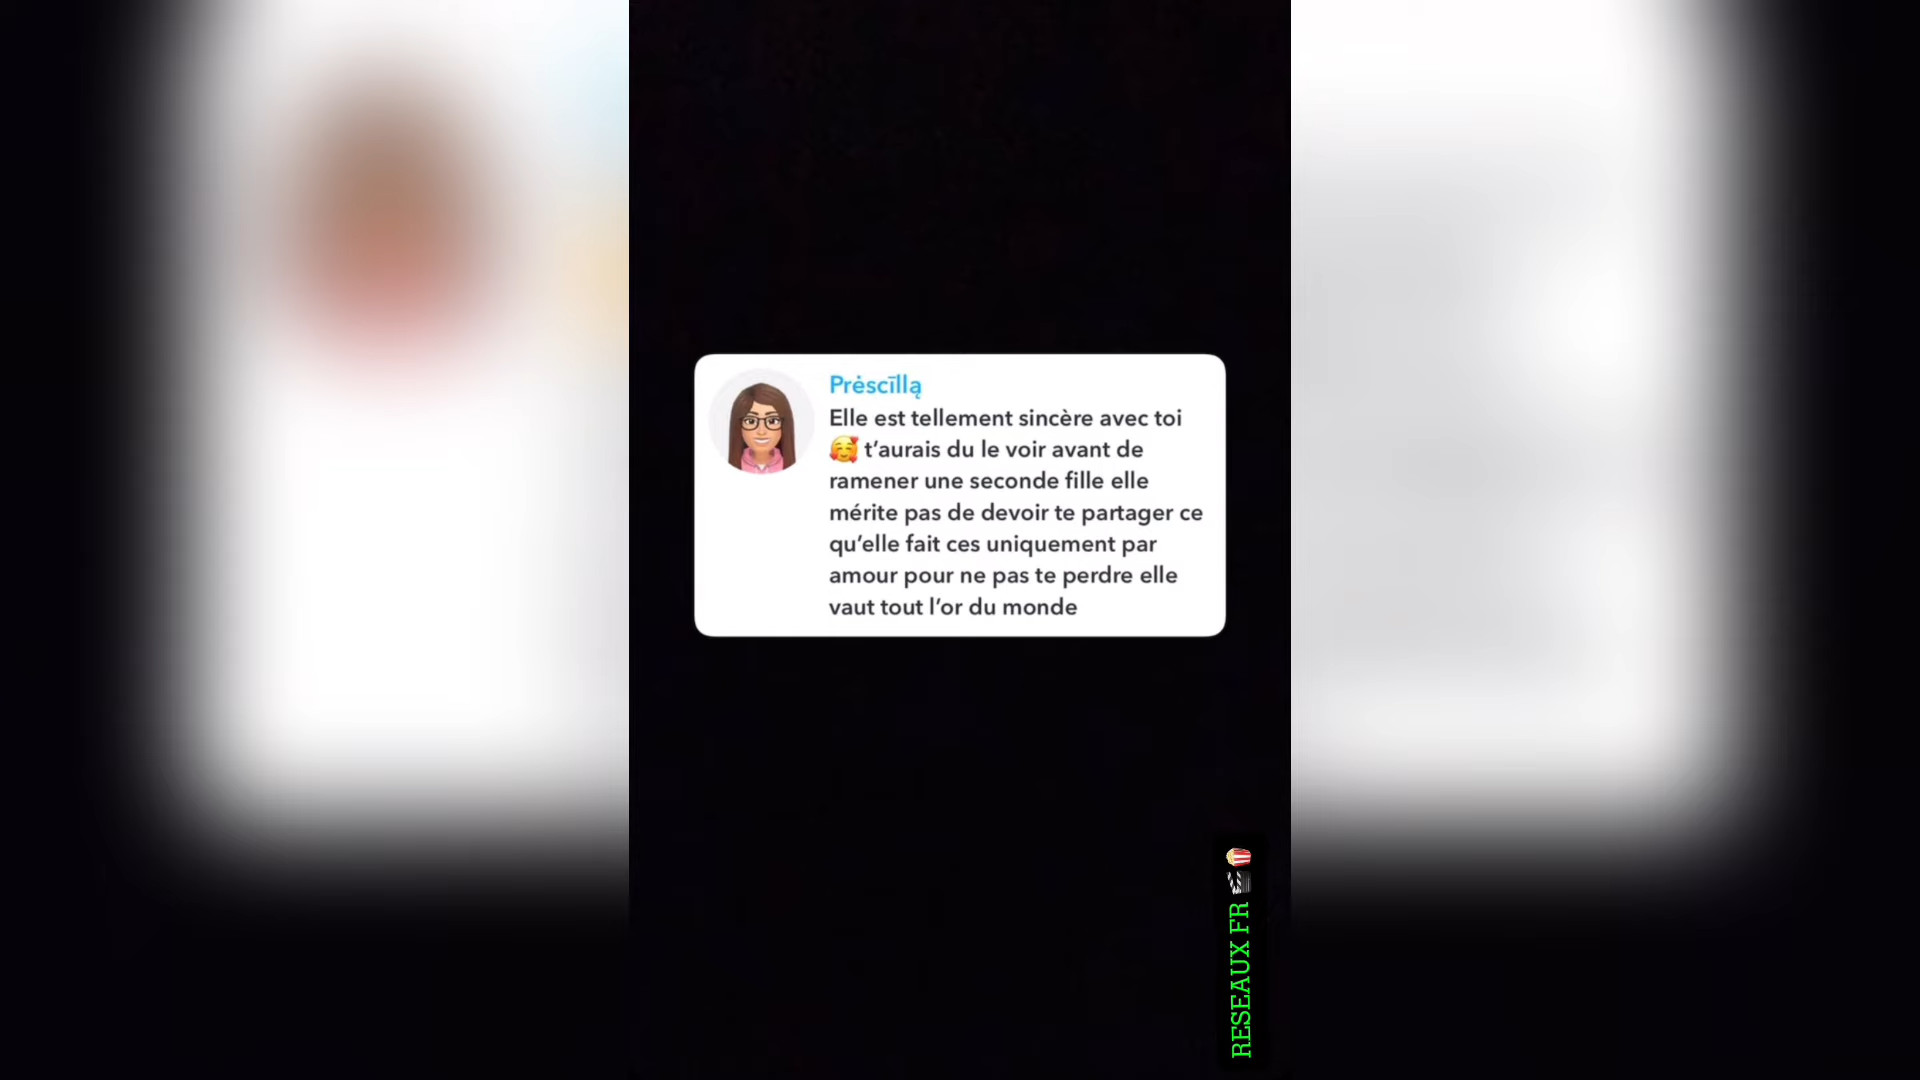 Prėscīllą
Elle est tellement sincère avec toi
🥰 t’aurais du le voir avant de
ramener une seconde fille elle
mérite pas de devoir te partager ce
qu’elle fait ces uniquement par
amour pour ne pas te perdre elle
vaut tout l’or du monde
RESEAUX FR 🎬🍿